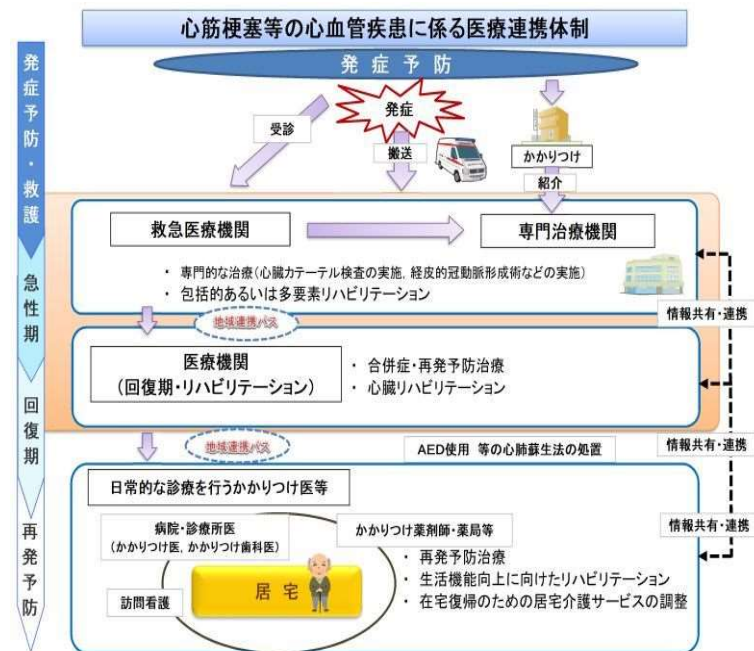 心筋梗塞等の心血管疾患に係る医療連携体制
発症予防
発症予防・救護
急性期
回復期
再発予防
受診
発症
搬送
かかりつけ
紹介
救急医療機関
専門治療機関
・ 専門的な治療(心臓カテーテル検査の実施, 経皮的冠動脈形成術などの実施)
・ 包括的あるいは多要素リハビリテーション
情報共有・連携
地域連携パス
医療機関
(回復期・リハビリテーション)
・ 合併症・再発予防治療
・ 心臓リハビリテーション
地域連携パス
AED使用 等の心肺蘇生法の処置
情報共有・連携
日常的な診療を行うかかりつけ医等
病院・診療所医
(かかりつけ医, かかりつけ歯科医)
かかりつけ薬剤師・薬局等
情報共有・連携
訪問看護
居宅
・ 再発予防治療
・ 生活機能向上に向けたリハビリテーション
・ 在宅復帰のための居宅介護サービスの調整